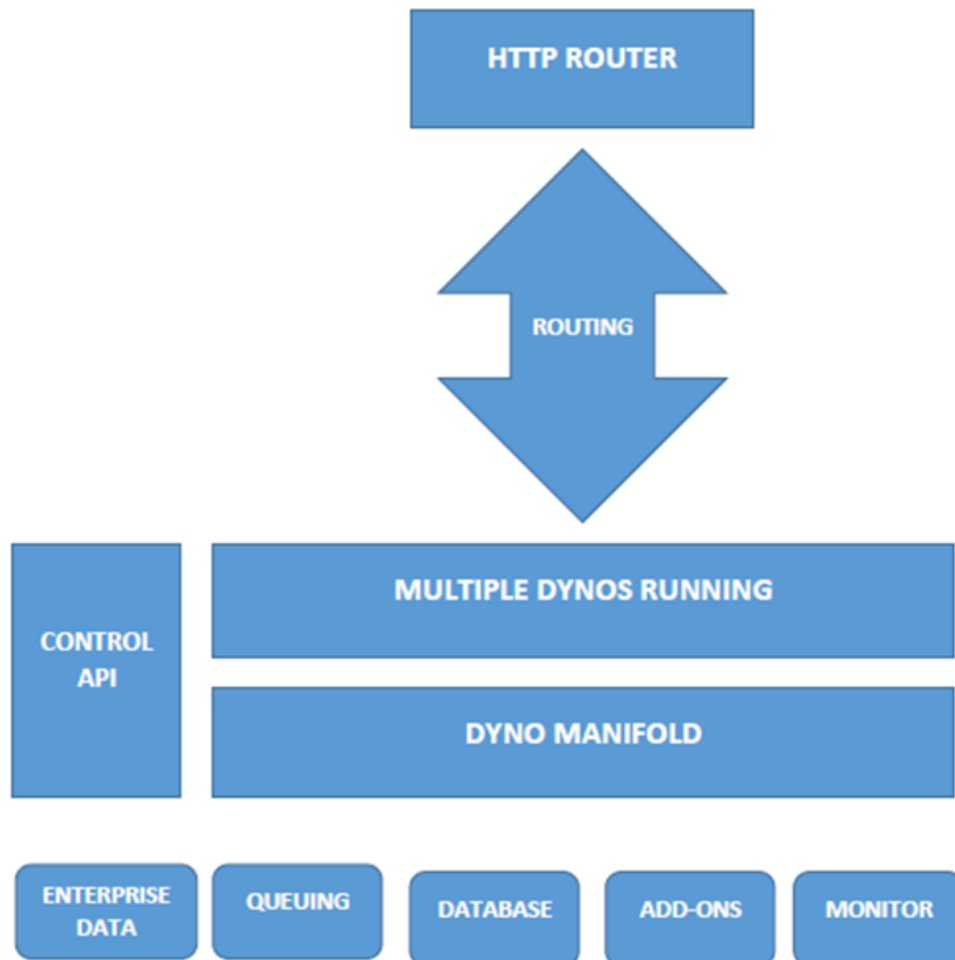 HTTP ROUTER
ROUTING
CONTROL
API
MULTIPLE DYNOS RUNNING
DYNO MANIFOLD
ENTERPRISE
DATA
QUEUING
DATABASE
ADD-ONS
MONITOR